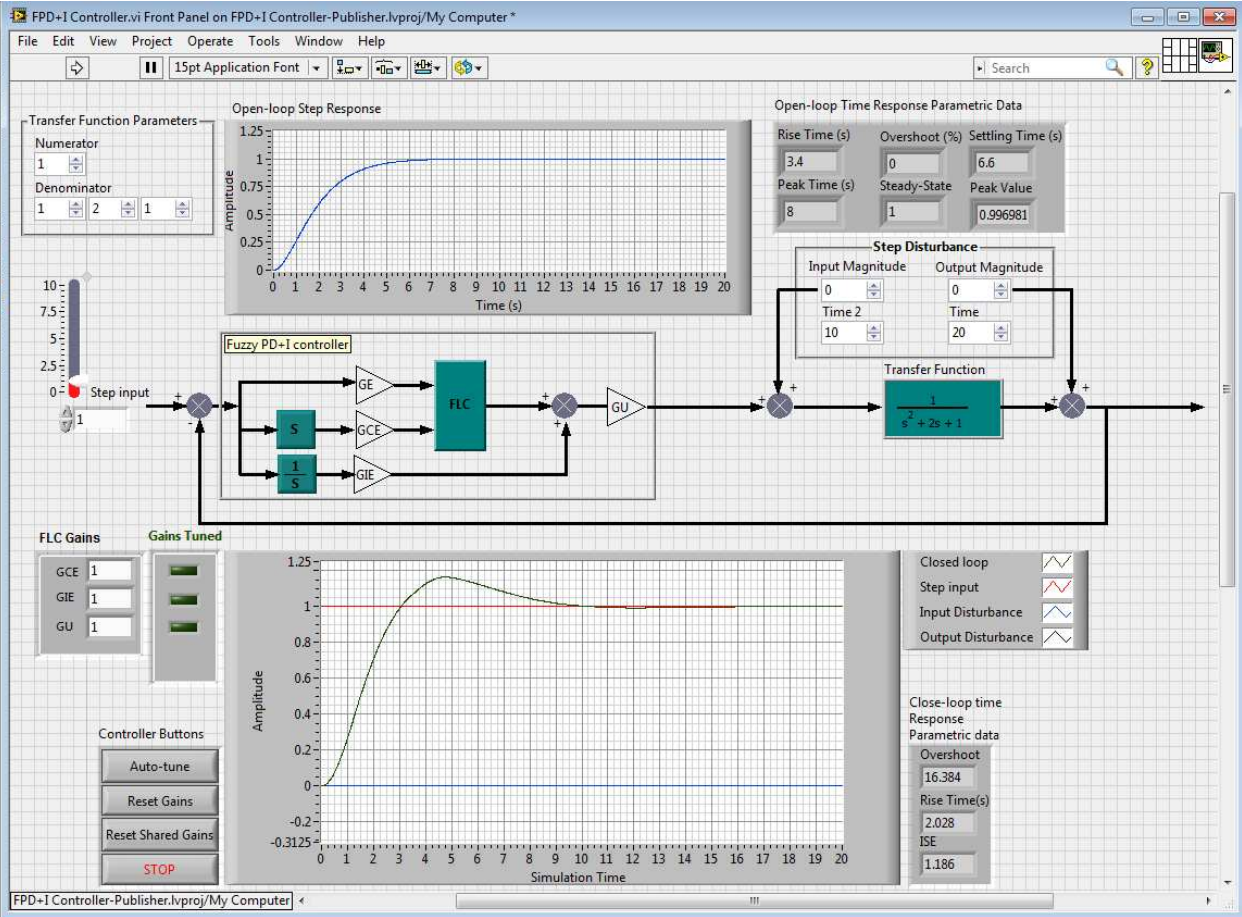 FPD+I Controller.vi Front Panel on FPD+I Controller-Publisher.lvproj/My Computer *
File Edit View Project Operate Tools Window Help
15pt Application Font
Search
Transfer Function Parameters
Numerator
1
Denominator
1 2 1
Open-loop Step Response
Amplitude
1.25
1
0.75
0.5
0.25
0
0 1 2 3 4 5 6 7 8 9 10 11 12 13 14 15 16 17 18 19 20
Time (s)
Open-loop Time Response Parametric Data
Rise Time (s) Overshoot (%) Settling Time (s)
3.4 0 6.6
Peak Time (s) Steady-State Peak Value
8 1 0.996981
Step Disturbance
Input Magnitude Output Magnitude
0 0
Time 2 Time
10 20
10
7.5
5
2.5
0
Step input
1
+
-
Fuzzy PD+I controller
GE
S
GCE
1
S
GIE
FLC
+
+
GU
+
+
Transfer Function
1
s2 + 2s + 1
+
+
FLC Gains
GCE 1
GIE 1
GU 1
Gains Tuned
Controller Buttons
Auto-tune
Reset Gains
Reset Shared Gains
STOP
Amplitude
1.25
1
0.8
0.6
0.4
0.2
0
-0.2
-0.3125
0 1 2 3 4 5 6 7 8 9 10 11 12 13 14 15 16 17 18 19 20
Simulation Time
Closed loop
Step input
Input Disturbance
Output Disturbance
Close-loop time
Response
Parametric data
Overshoot
16.384
Rise Time(s)
2.028
ISE
1.186
FPD+I Controller-Publisher.lvproj/My Computer